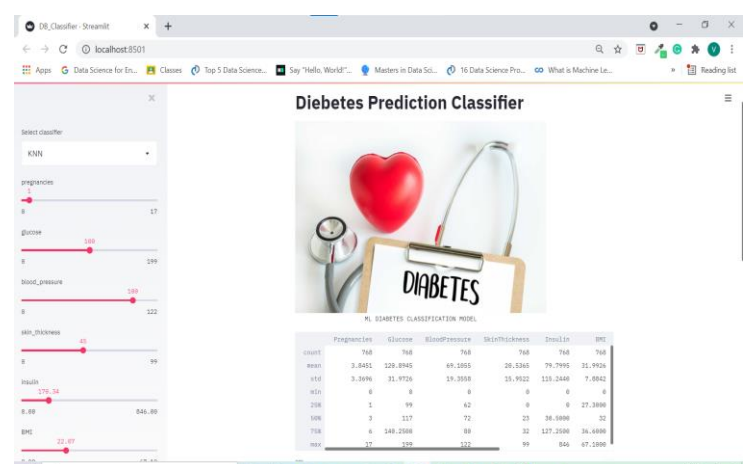 DB_Classifier - Streamlit
localhost:8501
Apps Data Science for En... Classes Top 5 Data Science... Say "Hello, World!"... Masters in Data Sci... 16 Data Science Pro... What is Machine Le... » Reading list
Select classifier
KNN
pregnancies
1
0 17
glucose
100
0 199
blood_pressure
100
0 122
skin_thickness
45
0 99
insulin
179.34
0.00 846.00
BMI
22.07
Diebetes Prediction Classifier
DIABETES
ML DIABETES CLASSIFICATION MODEL
Pregnancies Glucose BloodPressure SkinThickness Insulin BMI
count 768 768 768 768 768 768
mean 3.8451 120.8945 69.1055 20.5365 79.7995 31.9926
std 3.3696 31.9726 19.3558 15.9522 115.2440 7.8842
min 0 0 0 0 0 0
25% 1 99 62 0 0 27.3000
50% 3 117 72 23 30.5000 32
75% 6 140.2500 80 32 127.2500 36.6000
max 17 199 122 99 846 67.1000